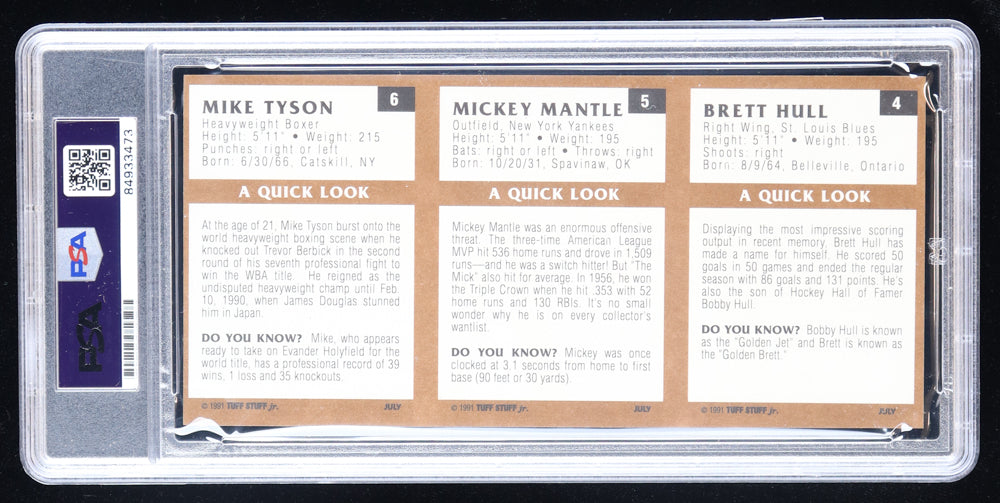 84933473
PSA
PSA
MIKE TYSON
6
Heavyweight Boxer
Height: 5'11" • Weight: 215
Punches: right or left
Born: 6/30/66, Catskill, NY
A QUICK LOOK
At the age of 21, Mike Tyson burst onto the
world heavyweight boxing scene when he
knocked out Trevor Berbick in the second
round of his seventh professional fight to
win the WBA title. He reigned as the
undisputed heavyweight champ until Feb.
10, 1990, when James Douglas stunned
him in Japan.
DO YOU KNOW? Mike, who appears
ready to take on Evander Holyfield for the
world title, has a professional record of 39
wins, 1 loss and 35 knockouts.
© 1991 TUFF STUFF jr. JULY
MICKEY MANTLE
5
Outfield, New York Yankees
Height: 5'11" • Weight: 195
Bats: right or left • Throws: right
Born: 10/20/31, Spavinaw, OK
A QUICK LOOK
Mickey Mantle was an enormous offensive
threat. The three-time American League
MVP hit 536 home runs and drove in 1,509
runs—and he was a switch hitter! But "The
Mick" also hit for average. In 1956, he won
the Triple Crown when he hit .353 with 52
home runs and 130 RBIs. It's no small
wonder why he is on every collector's
wantlist.
DO YOU KNOW? Mickey was once
clocked at 3.1 seconds from home to first
base (90 feet or 30 yards).
© 1991 TUFF STUFF jr. JULY
BRETT HULL
4
Right Wing, St. Louis Blues
Height: 5'11" • Weight: 195
Shoots: right
Born: 8/9/64, Belleville, Ontario
A QUICK LOOK
Displaying the most impressive scoring
output in recent memory, Brett Hull has
made a name for himself. He scored 50
goals in 50 games and ended the regular
season with 86 goals and 131 points. He's
also the son of Hockey Hall of Famer
Bobby Hull.
DO YOU KNOW? Bobby Hull is known
as the "Golden Jet" and Brett is known as
the "Golden Brett."
© 1991 TUFF STUFF jr. JULY